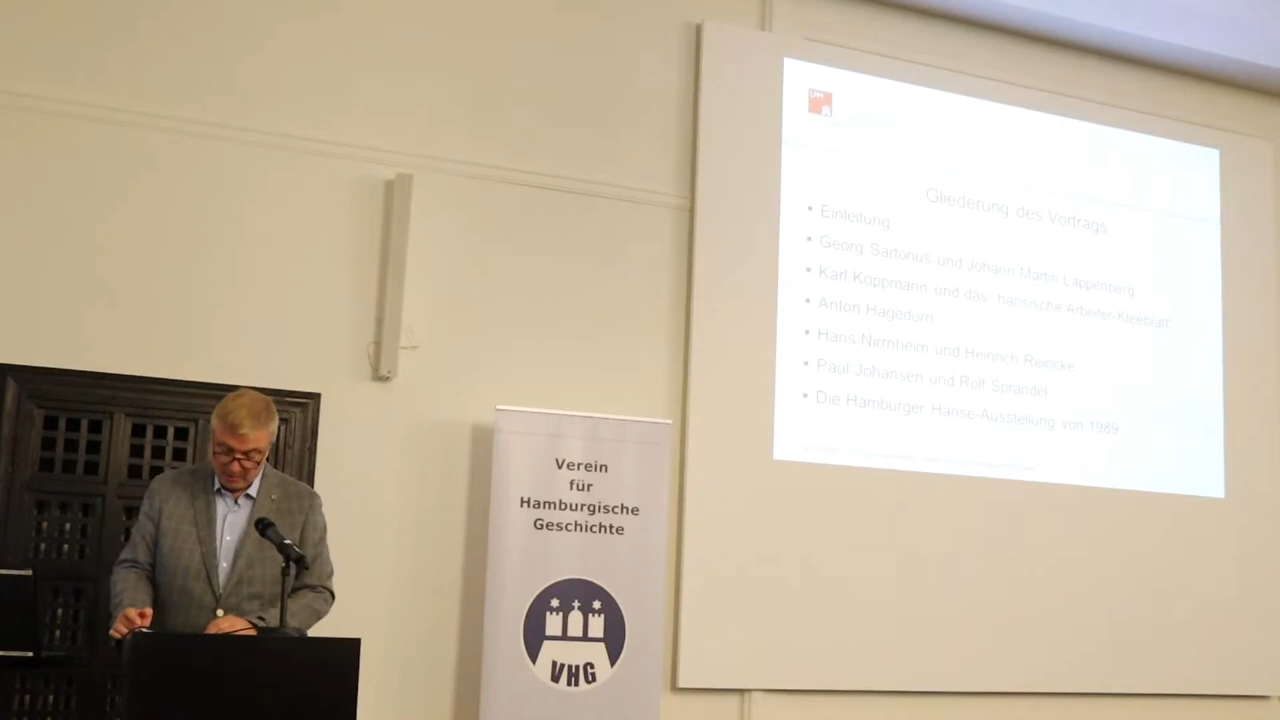 Gliederung des Vortrags
Einleitung
Georg Sartorius und Johann Martin Lappenberg
Karl Koppmann und das „hansische Arbeiter-Kleeblatt“
Anton Hagedorn
Hans Nirrnheim und Heinrich Reincke
Paul Johansen und Rolf Sprandel
Die Hamburger Hanse-Ausstellung von 1989
Verein
für
Hamburgische
Geschichte
VHG